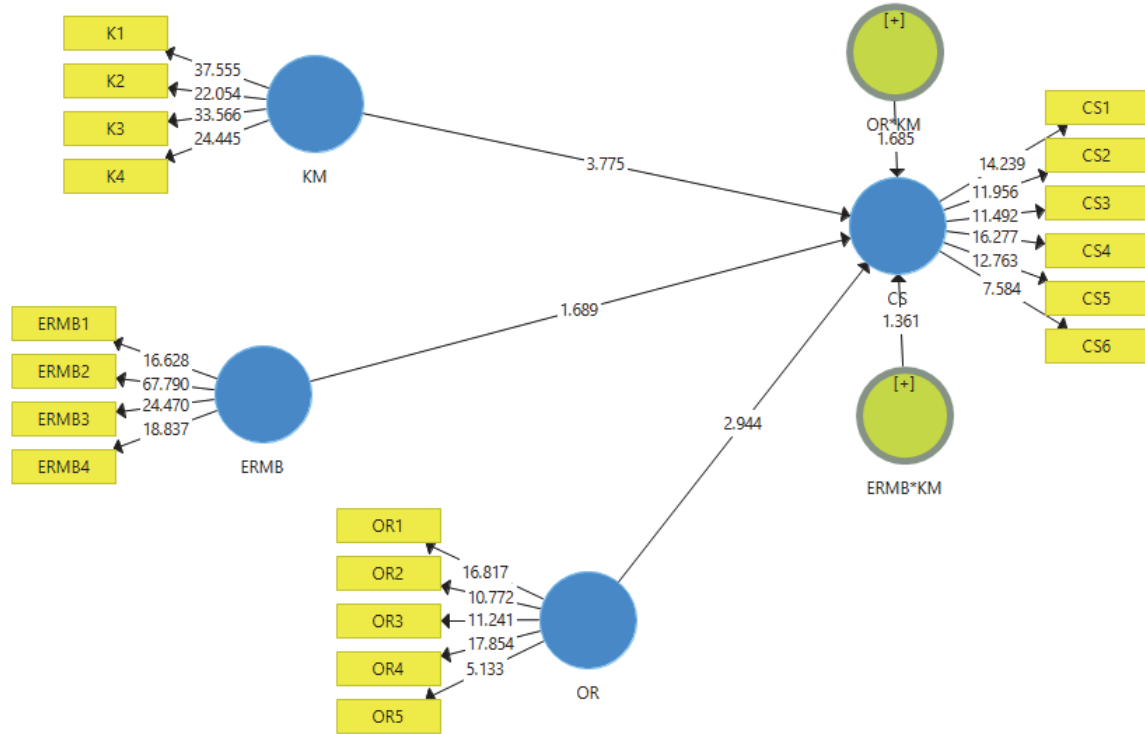 K1
K2
K3
K4
37.555
22.054
33.566
24.445
KM
3.775
[+]
OR*KM
1.685
CS
CS1
CS2
CS3
CS4
CS5
CS6
14.239
11.956
11.492
16.277
12.763
7.584
ERMB1
ERMB2
ERMB3
ERMB4
16.628
67.790
24.470
18.837
ERMB
1.689
1.361
[+]
ERMB*KM
2.944
OR1
OR2
OR3
OR4
OR5
16.817
10.772
11.241
17.854
5.133
OR